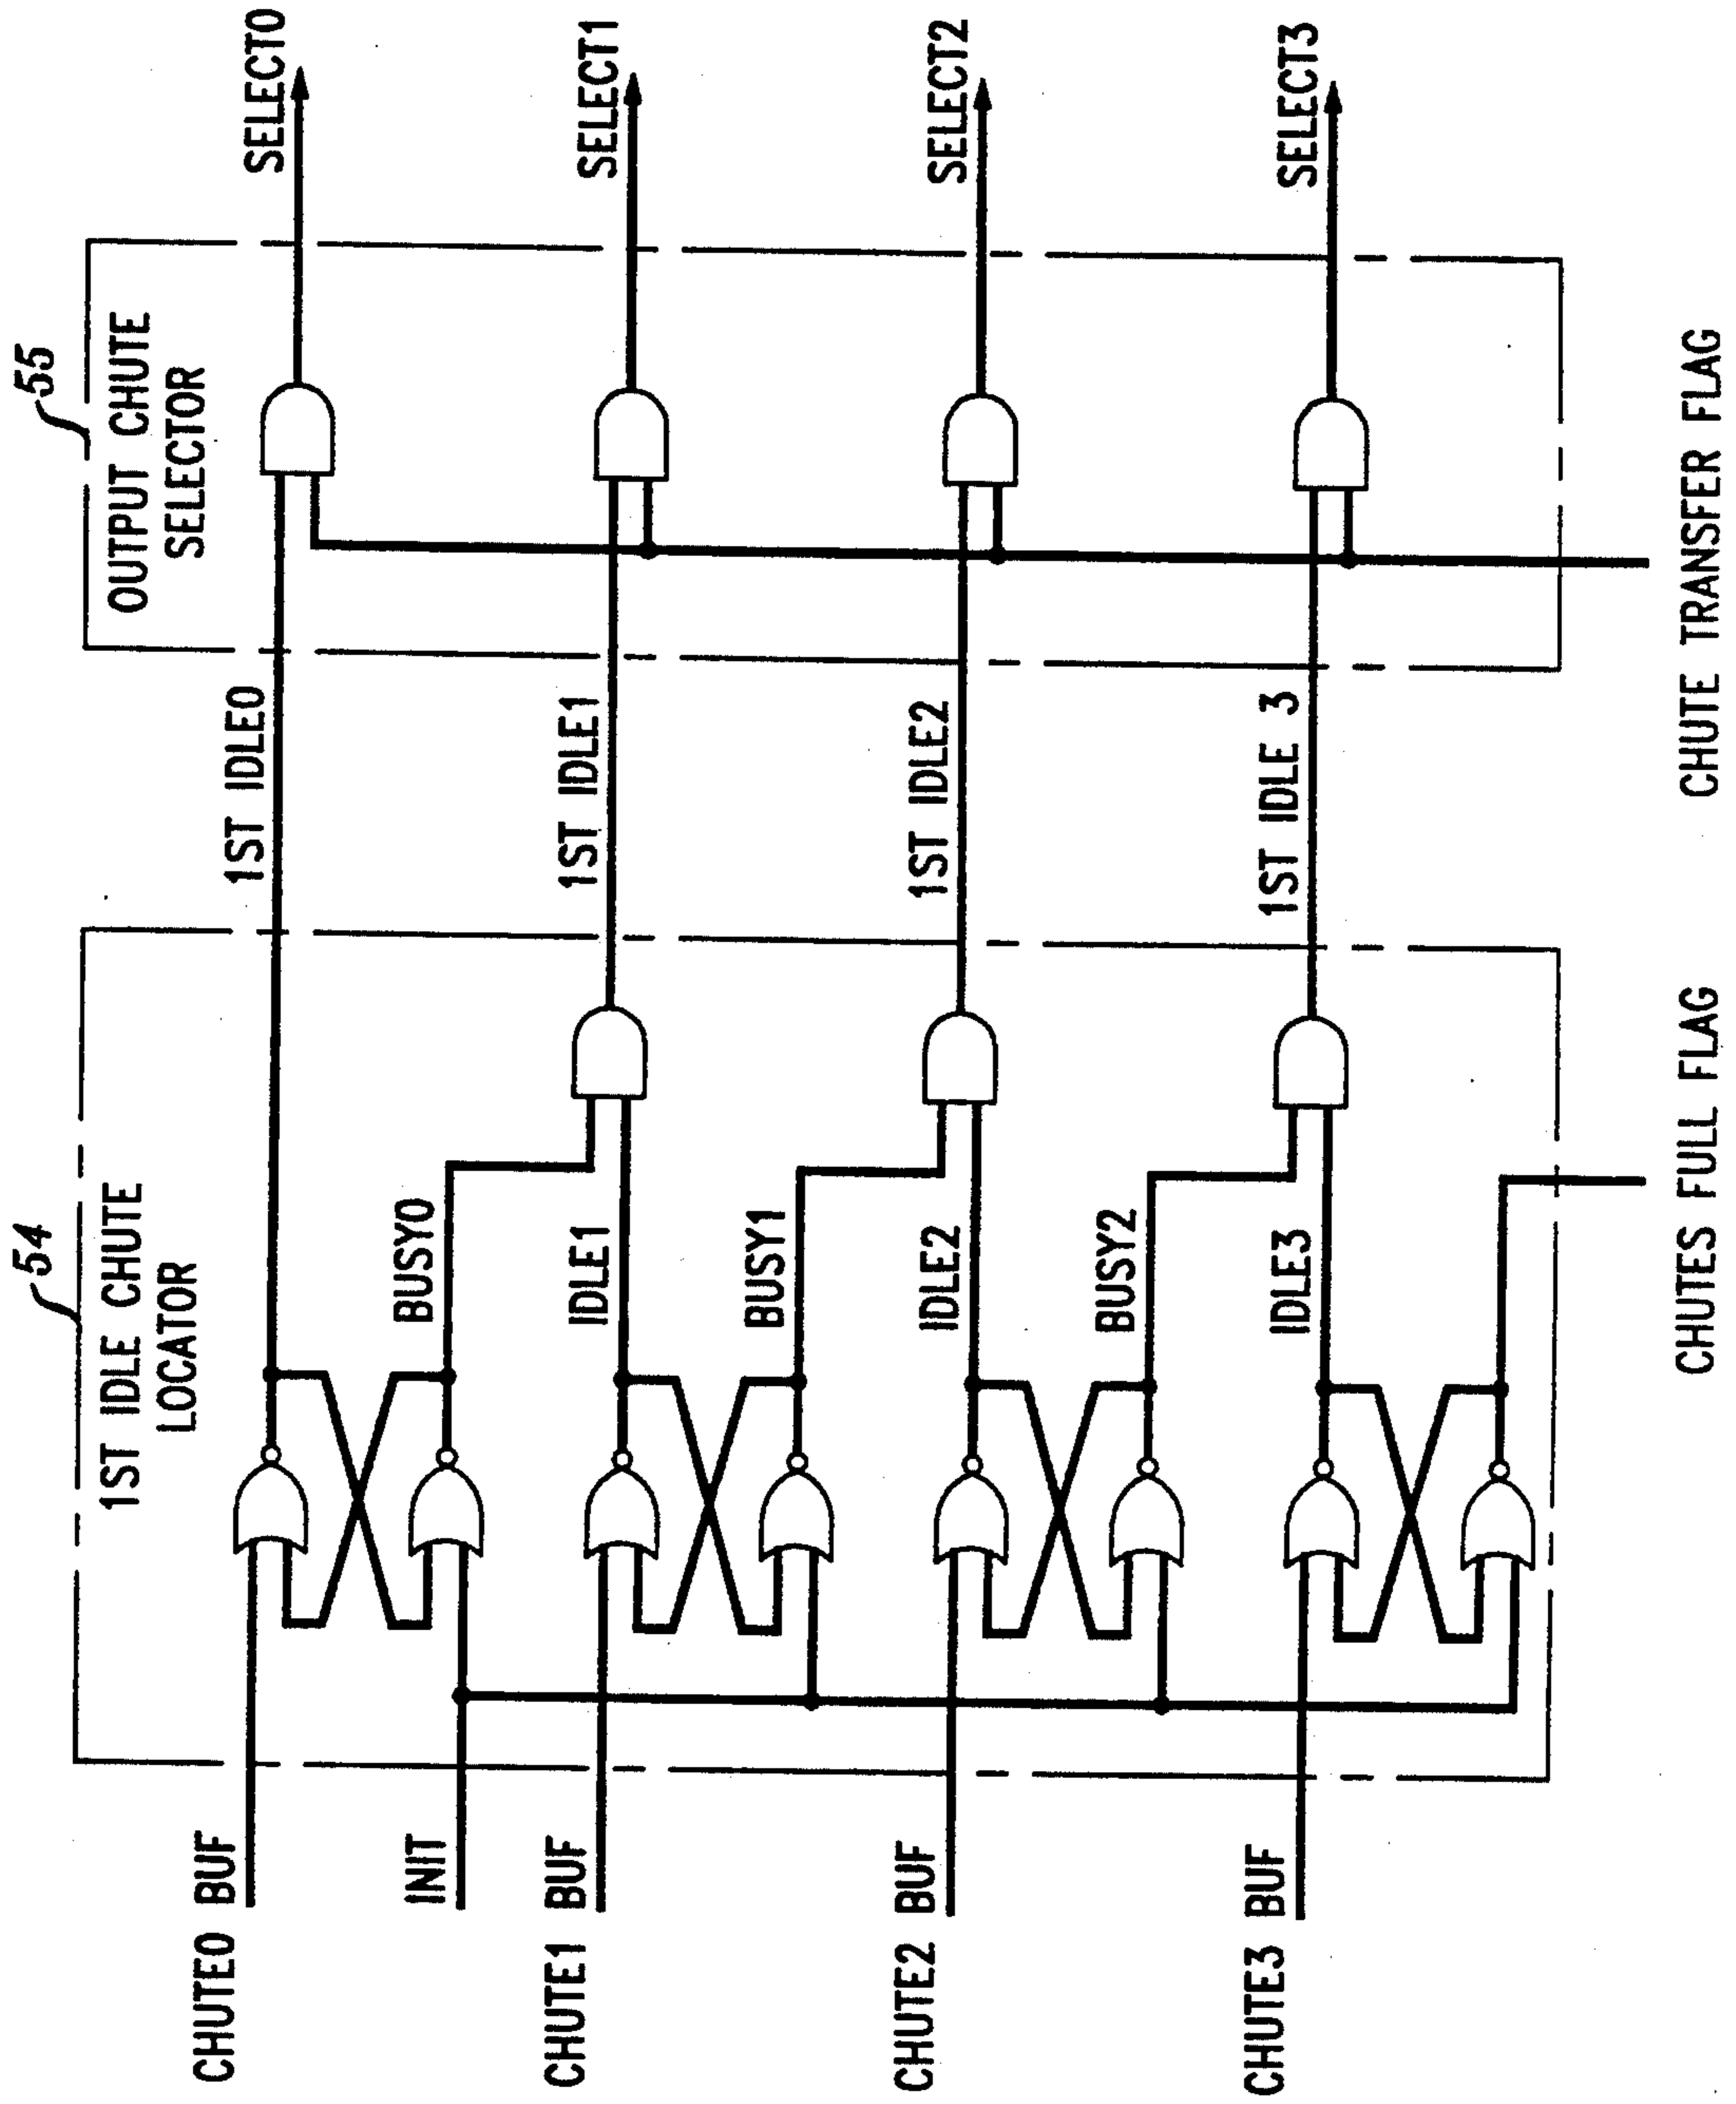 54
1ST IDLE CHUTE
LOCATOR
55
OUTPUT CHUTE
SELECTOR
CHUTE0 BUF
1ST IDLE0
SELECT0
INIT
BUSY0
CHUTE1 BUF
IDLE1
1ST IDLE1
SELECT1
BUSY1
CHUTE2 BUF
IDLE2
1ST IDLE2
SELECT2
BUSY2
CHUTE3 BUF
IDLE3
1ST IDLE 3
SELECT3
CHUTES FULL FLAG
CHUTE TRANSFER FLAG